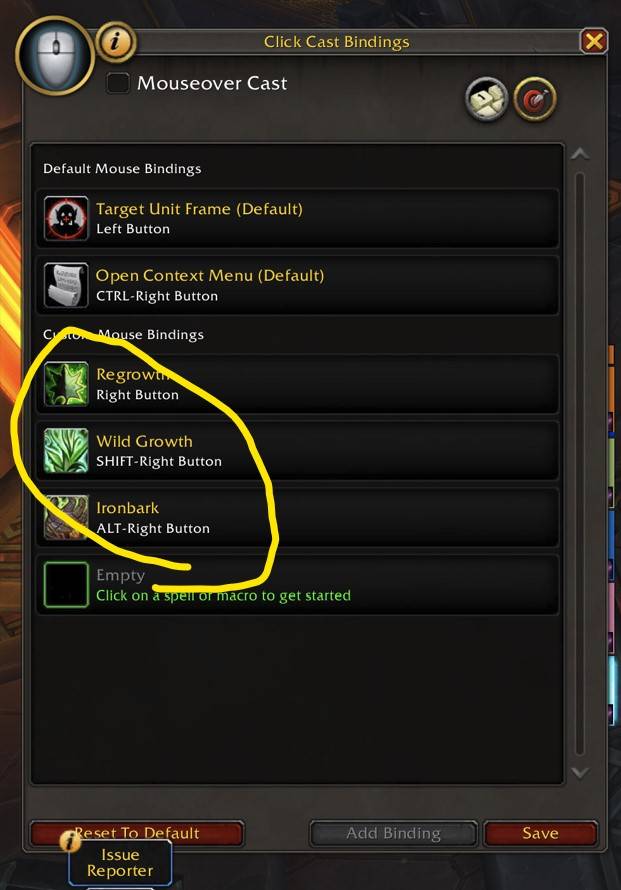 Click Cast Bindings
Mouseover Cast
Default Mouse Bindings
Target Unit Frame (Default)
Left Button
Open Context Menu (Default)
CTRL-Right Button
Custom Mouse Bindings
Regrowth
Right Button
Wild Growth
SHIFT-Right Button
Ironbark
ALT-Right Button
Empty
Click on a spell or macro to get started
Reset To Default
Add Binding
Save
Issue
Reporter